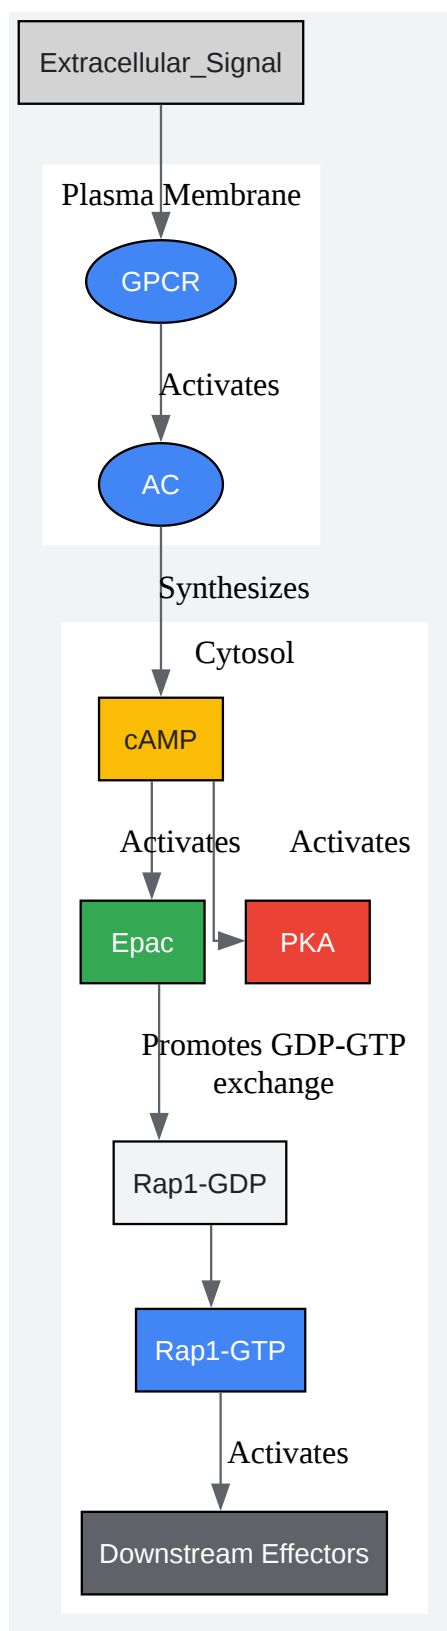 Extracellular_Signal
Plasma Membrane
GPCR
Activates
AC
Synthesizes
Cytosol
cAMP
Activates
Activates
Epac
PKA
Promotes GDP-GTP
exchange
Rap1-GDP
Rap1-GTP
Activates
Downstream Effectors